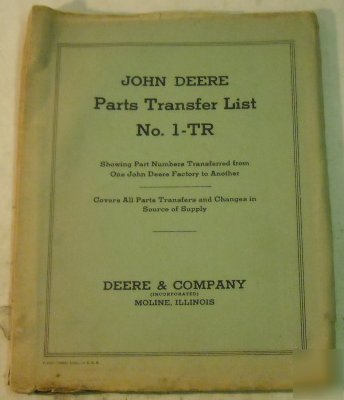 JOHN DEERE
Parts Transfer List
No. 1-TR
Showing Part Numbers Transferred from
One John Deere Factory to Another
Covers All Parts Transfers and Changes in
Source of Supply
DEERE & COMPANY
(INCORPORATED)
MOLINE, ILLINOIS